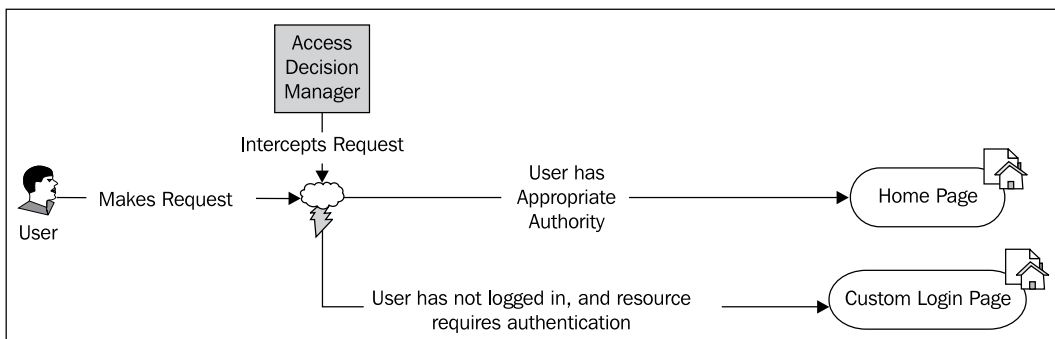 Access
Decision
Manager
Intercepts Request
User has
Appropriate
Authority
Makes Request
Home Page
User
Custom Login Page
User has not logged in, and resource
requires authentication